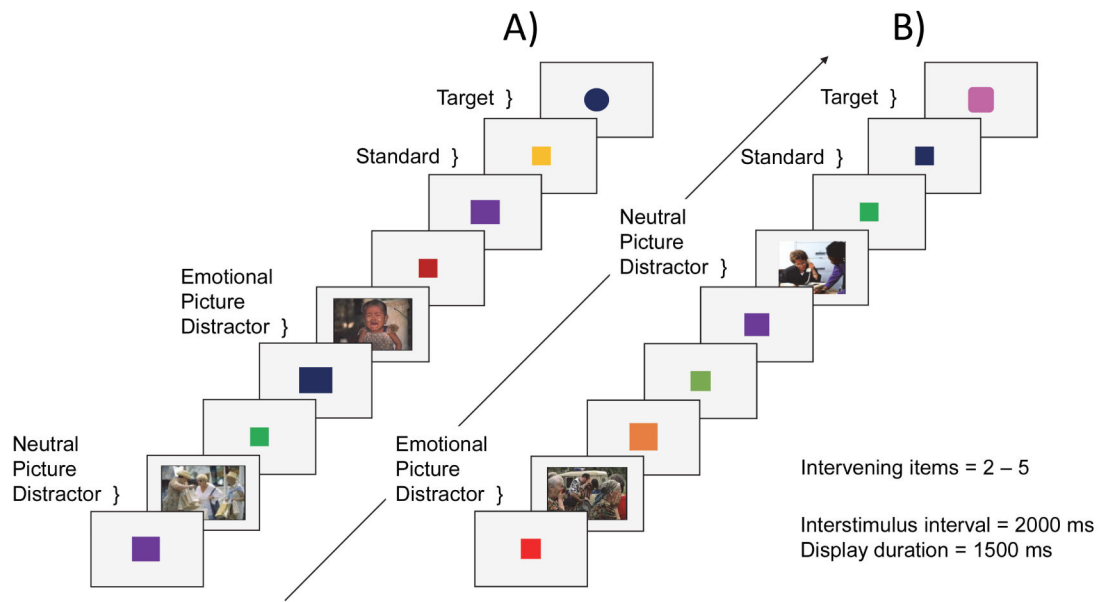 A)
Target }
Standard }
Emotional
Picture
Distractor }
Neutral
Picture
Distractor }
B)
Target }
Standard }
Neutral
Picture
Distractor }
Emotional
Picture
Distractor }
Intervening items = 2 – 5
Interstimulus interval = 2000 ms
Display duration = 1500 ms